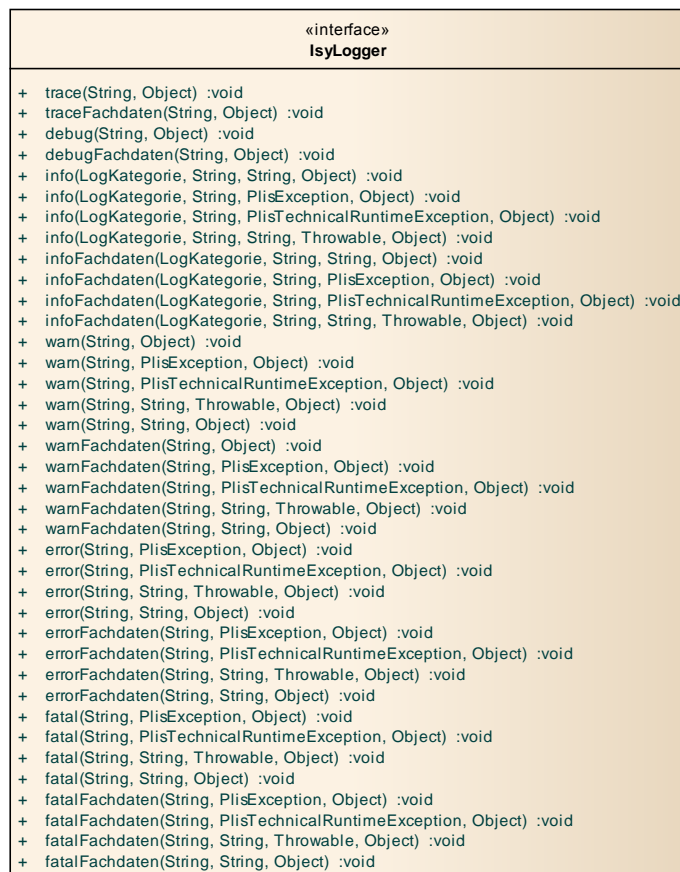 «interface»
IsyLogger
+ trace(String, Object) :void
+ traceFachdaten(String, Object) :void
+ debug(String, Object) :void
+ debugFachdaten(String, Object) :void
+ info(LogKategorie, String, String, Object) :void
+ info(LogKategorie, String, PlisException, Object) :void
+ info(LogKategorie, String, PlisTechnicalRuntimeException, Object) :void
+ info(LogKategorie, String, String, Throwable, Object) :void
+ infoFachdaten(LogKategorie, String, String, Object) :void
+ infoFachdaten(LogKategorie, String, PlisException, Object) :void
+ infoFachdaten(LogKategorie, String, PlisTechnicalRuntimeException, Object) :void
+ infoFachdaten(LogKategorie, String, String, Throwable, Object) :void
+ warn(String, Object) :void
+ warn(String, PlisException, Object) :void
+ warn(String, PlisTechnicalRuntimeException, Object) :void
+ warn(String, String, Throwable, Object) :void
+ warn(String, String, Object) :void
+ warnFachdaten(String, Object) :void
+ warnFachdaten(String, PlisException, Object) :void
+ warnFachdaten(String, PlisTechnicalRuntimeException, Object) :void
+ warnFachdaten(String, String, Throwable, Object) :void
+ warnFachdaten(String, String, Object) :void
+ error(String, PlisException, Object) :void
+ error(String, PlisTechnicalRuntimeException, Object) :void
+ error(String, String, Throwable, Object) :void
+ error(String, String, Object) :void
+ errorFachdaten(String, PlisException, Object) :void
+ errorFachdaten(String, PlisTechnicalRuntimeException, Object) :void
+ errorFachdaten(String, String, Throwable, Object) :void
+ errorFachdaten(String, String, Object) :void
+ fatal(String, PlisException, Object) :void
+ fatal(String, PlisTechnicalRuntimeException, Object) :void
+ fatal(String, String, Throwable, Object) :void
+ fatal(String, String, Object) :void
+ fatalFachdaten(String, PlisException, Object) :void
+ fatalFachdaten(String, PlisTechnicalRuntimeException, Object) :void
+ fatalFachdaten(String, String, Throwable, Object) :void
+ fatalFachdaten(String, String, Object) :void